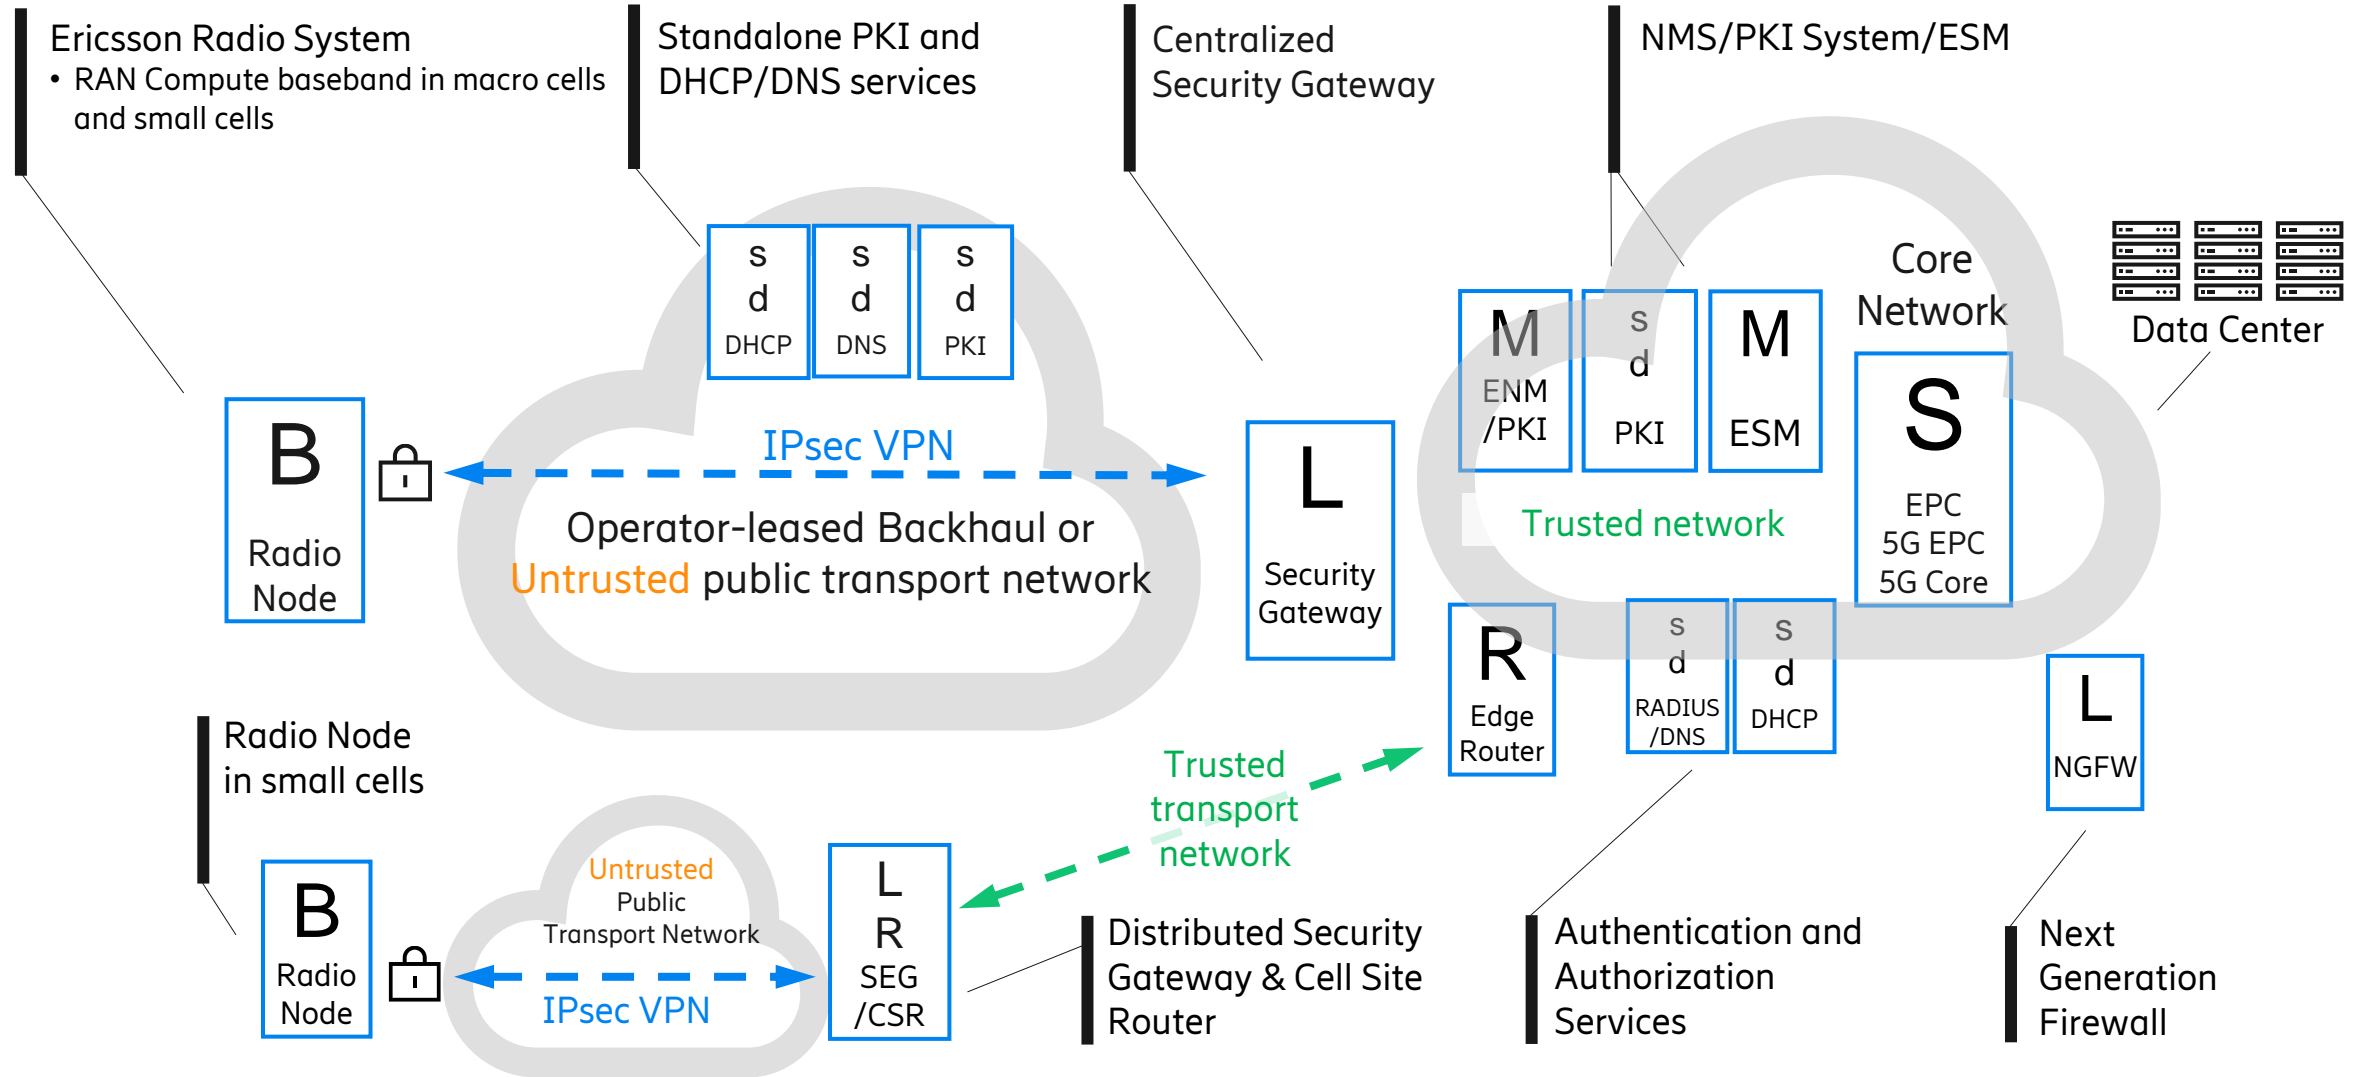 Ericsson Radio System
• RAN Compute baseband in macro cells
and small cells
Standalone PKI and
DHCP/DNS services
Centralized
Security Gateway
NMS/PKI System/ESM
s
d
DHCP
s
d
DNS
s
d
PKI
B
Radio
Node
IPsec VPN
Operator-leased Backhaul or
Untrusted public transport network
L
Security
Gateway
M
ENM
/PKI
s
d
PKI
M
ESM
Core
Network
S
EPC
5G EPC
5G Core
Data Center
Trusted network
R
Edge
Router
s
d
RADIUS
/DNS
s
d
DHCP
L
NGFW
Radio Node
in small cells
B
Radio
Node
Untrusted
Public
Transport Network
IPsec VPN
L
R
SEG
/CSR
Trusted
transport
network
Distributed Security
Gateway & Cell Site
Router
Authentication and
Authorization
Services
Next
Generation
Firewall